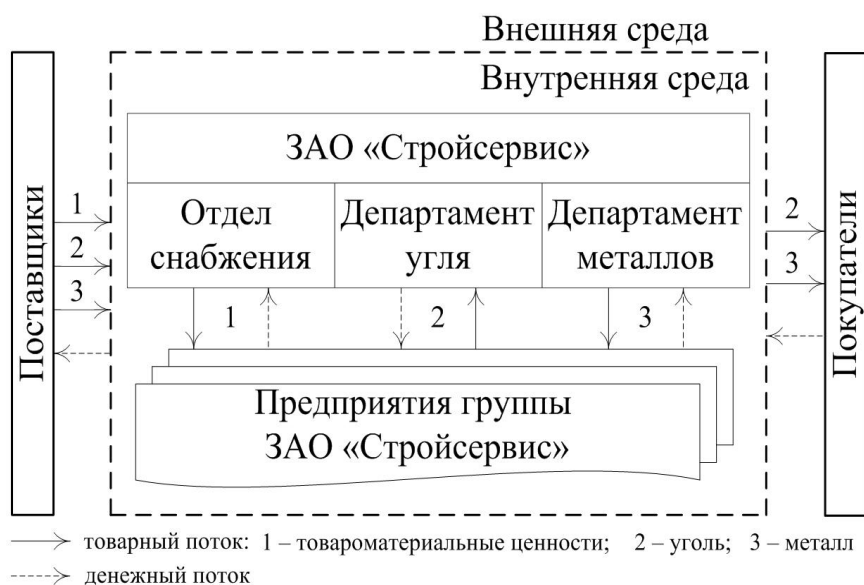 Внешняя среда
Внутренняя среда
ЗАО «Стройсервис»
Отдел
снабжения
Департамент
угля
Департамент
металлов
Поставщики
1
2
3
2
3
Покупатели
1
2
3
Предприятия группы
ЗАО «Стройсервис»
товарный поток: 1 – товароматериальные ценности; 2 – уголь; 3 – металл
денежный поток